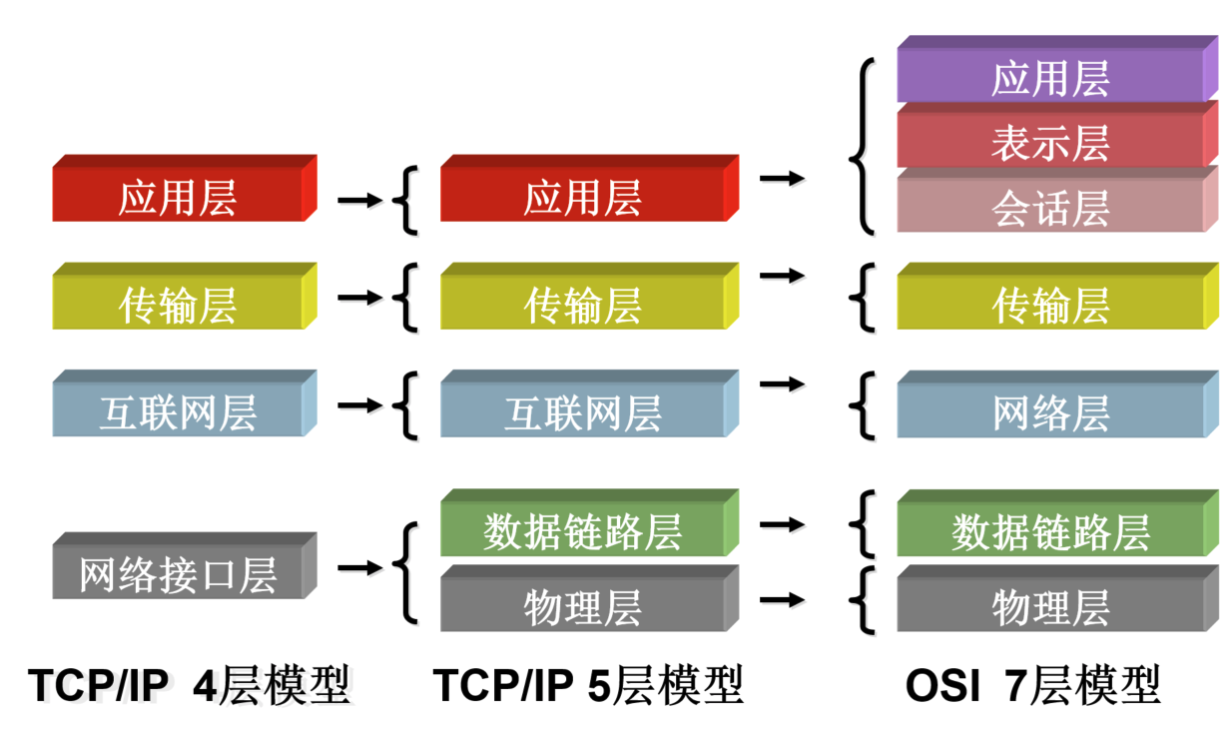 应用层
传输层
互联网层
网络接口层
TCP/IP 4层模型
应用层
传输层
互联网层
数据链路层
物理层
TCP/IP 5层模型
应用层
表示层
会话层
传输层
网络层
数据链路层
物理层
OSI 7层模型